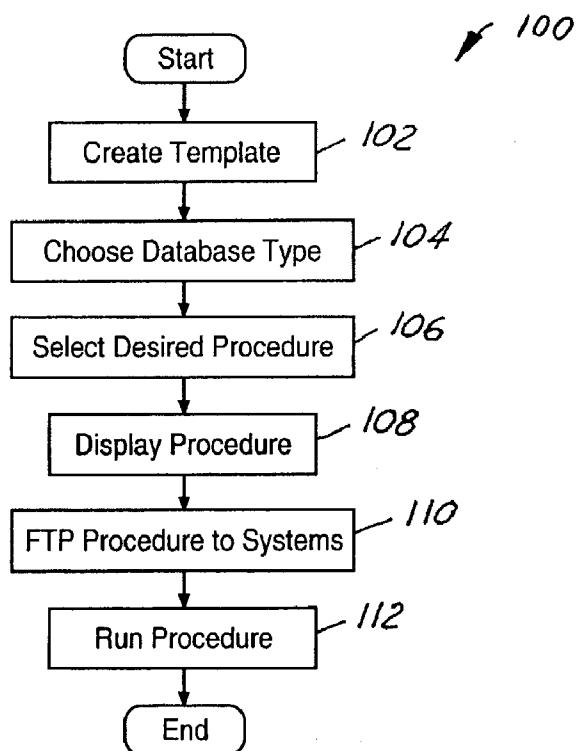 100
Start
Create Template
102
Choose Database Type
104
Select Desired Procedure
106
Display Procedure
108
FTP Procedure to Systems
110
Run Procedure
112
End